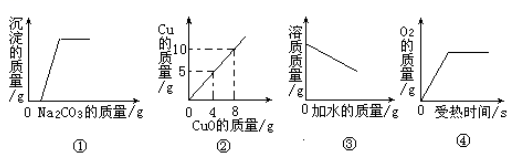 沉淀的质量/g
0
Na₂CO₃的质量/g
①
Cu的质量/g
10
5
0 4 8
CuO的质量/g
②
溶质质量/g
0
加水的质量/g
③
O₂的质量/g
0
受热时间/s
④